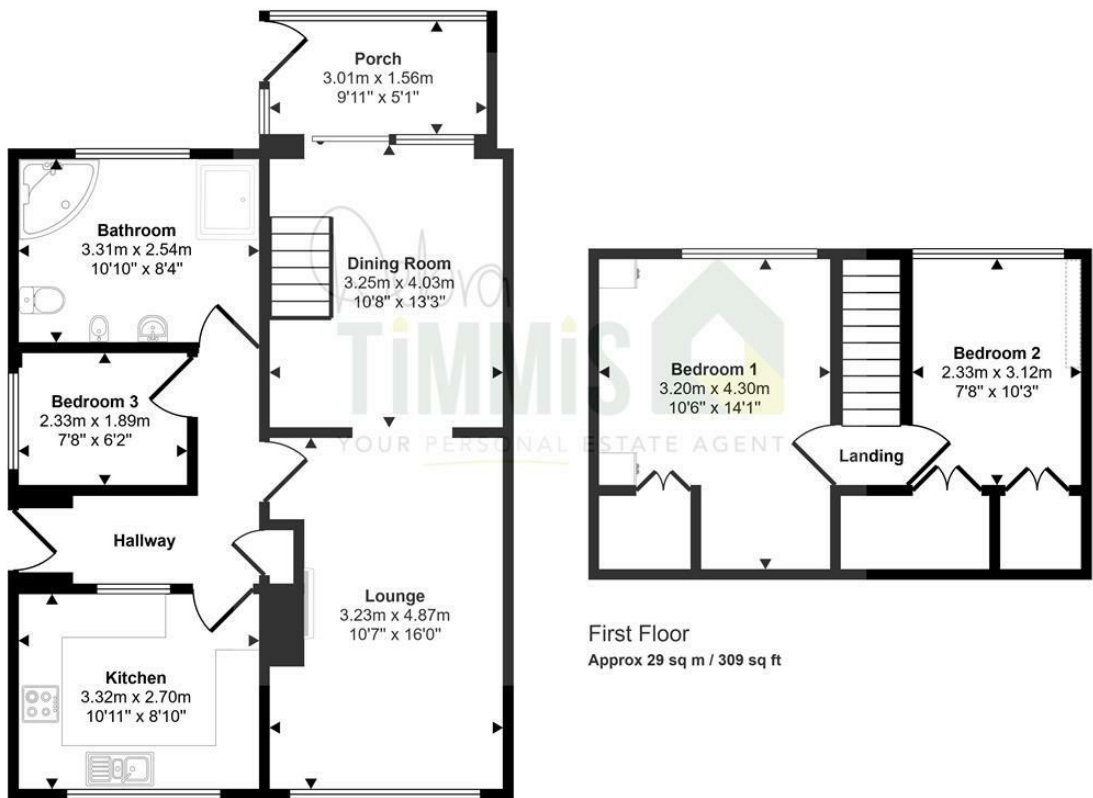 Porch
3.01m x 1.56m
9'11" x 5'1"
Bathroom
3.31m x 2.54m
10'10" x 8'4"
Dining Room
3.25m x 4.03m
10'8" x 13'3"
Bedroom 3
2.33m x 1.89m
7'8" x 6'2"
Hallway
Lounge
3.23m x 4.87m
10'7" x 16'0"
Kitchen
3.32m x 2.70m
10'11" x 8'10"
Bedroom 1
3.20m x 4.30m
10'6" x 14'1"
Landing
Bedroom 2
2.33m x 3.12m
7'8" x 10'3"
First Floor
Approx 29 sq m / 309 sq ft
Debra
TiMMiS
YOUR PERSONAL ESTATE AGENT